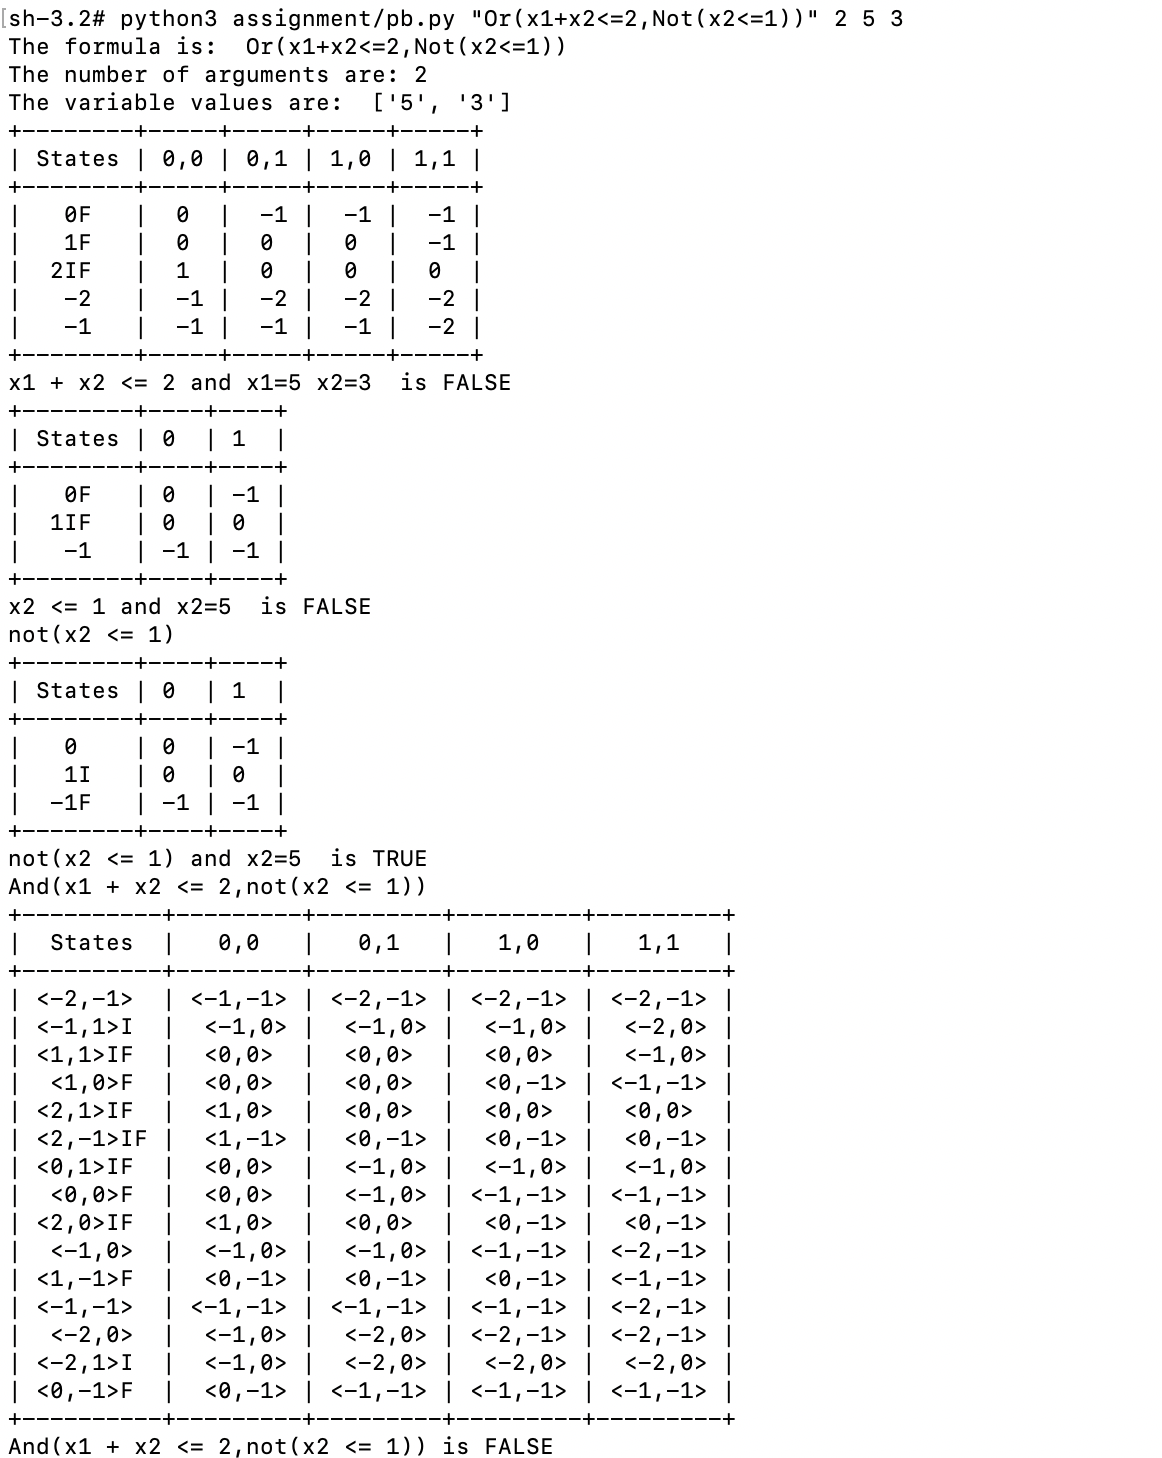 sh-3.2# python3 assignment/pb.py "Or(x1+x2<=2,Not(x2<=1))" 2 5 3
The formula is:  Or(x1+x2<=2,Not(x2<=1))
The number of arguments are: 2
The variable values are:  ['5', '3']
+--------+-----+-----+-----+-----+
| States | 0,0 | 0,1 | 1,0 | 1,1 |
+--------+-----+-----+-----+-----+
|   0F   |  0  |  -1 |  -1 |  -1 |
|   1F   |  0  |  0  |  0  |  -1 |
|  2IF   |  1  |  0  |  0  |  0  |
|   -2   |  -1 |  -2 |  -2 |  -2 |
|   -1   |  -1 |  -1 |  -1 |  -2 |
+--------+-----+-----+-----+-----+
x1 + x2 <= 2 and x1=5 x2=3  is FALSE
+--------+----+----+
| States | 0  | 1  |
+--------+----+----+
|   0F   | 0  | -1 |
|  1IF   | 0  | 0  |
|   -1   | -1 | -1 |
+--------+----+----+
x2 <= 1 and x2=5  is FALSE
not(x2 <= 1)
+--------+----+----+
| States | 0  | 1  |
+--------+----+----+
|   0    | 0  | -1 |
|   1I   | 0  | 0  |
|  -1F   | -1 | -1 |
+--------+----+----+
not(x2 <= 1) and x2=5  is TRUE
And(x1 + x2 <= 2,not(x2 <= 1))
+----------+---------+---------+---------+---------+
|  States  |   0,0   |   0,1   |   1,0   |   1,1   |
+----------+---------+---------+---------+---------+
| <-2,-1>  | <-1,-1> | <-2,-1> | <-2,-1> | <-2,-1> |
| <-1,1>I  |  <-1,0> |  <-1,0> |  <-1,0> |  <-2,0> |
| <1,1>IF  |  <0,0>  |  <0,0>  |  <0,0>  |  <-1,0> |
|  <1,0>F  |  <0,0>  |  <0,0>  |  <0,-1> | <-1,-1> |
| <2,1>IF  |  <1,0>  |  <0,0>  |  <0,0>  |  <0,0>  |
| <2,-1>IF |  <1,-1> |  <0,-1> |  <0,-1> |  <0,-1> |
| <0,1>IF  |  <0,0>  |  <-1,0> |  <-1,0> |  <-1,0> |
|  <0,0>F  |  <0,0>  |  <-1,0> | <-1,-1> | <-1,-1> |
| <2,0>IF  |  <1,0>  |  <0,0>  |  <0,-1> |  <0,-1> |
|  <-1,0>  |  <-1,0> |  <-1,0> | <-1,-1> | <-2,-1> |
| <1,-1>F  |  <0,-1> |  <0,-1> |  <0,-1> | <-1,-1> |
| <-1,-1>  | <-1,-1> | <-1,-1> | <-1,-1> | <-2,-1> |
|  <-2,0>  |  <-1,0> |  <-2,0> | <-2,-1> | <-2,-1> |
| <-2,1>I  |  <-1,0> |  <-2,0> |  <-2,0> |  <-2,0> |
| <0,-1>F  |  <0,-1> | <-1,-1> | <-1,-1> | <-1,-1> |
+----------+---------+---------+---------+---------+
And(x1 + x2 <= 2,not(x2 <= 1)) is FALSE